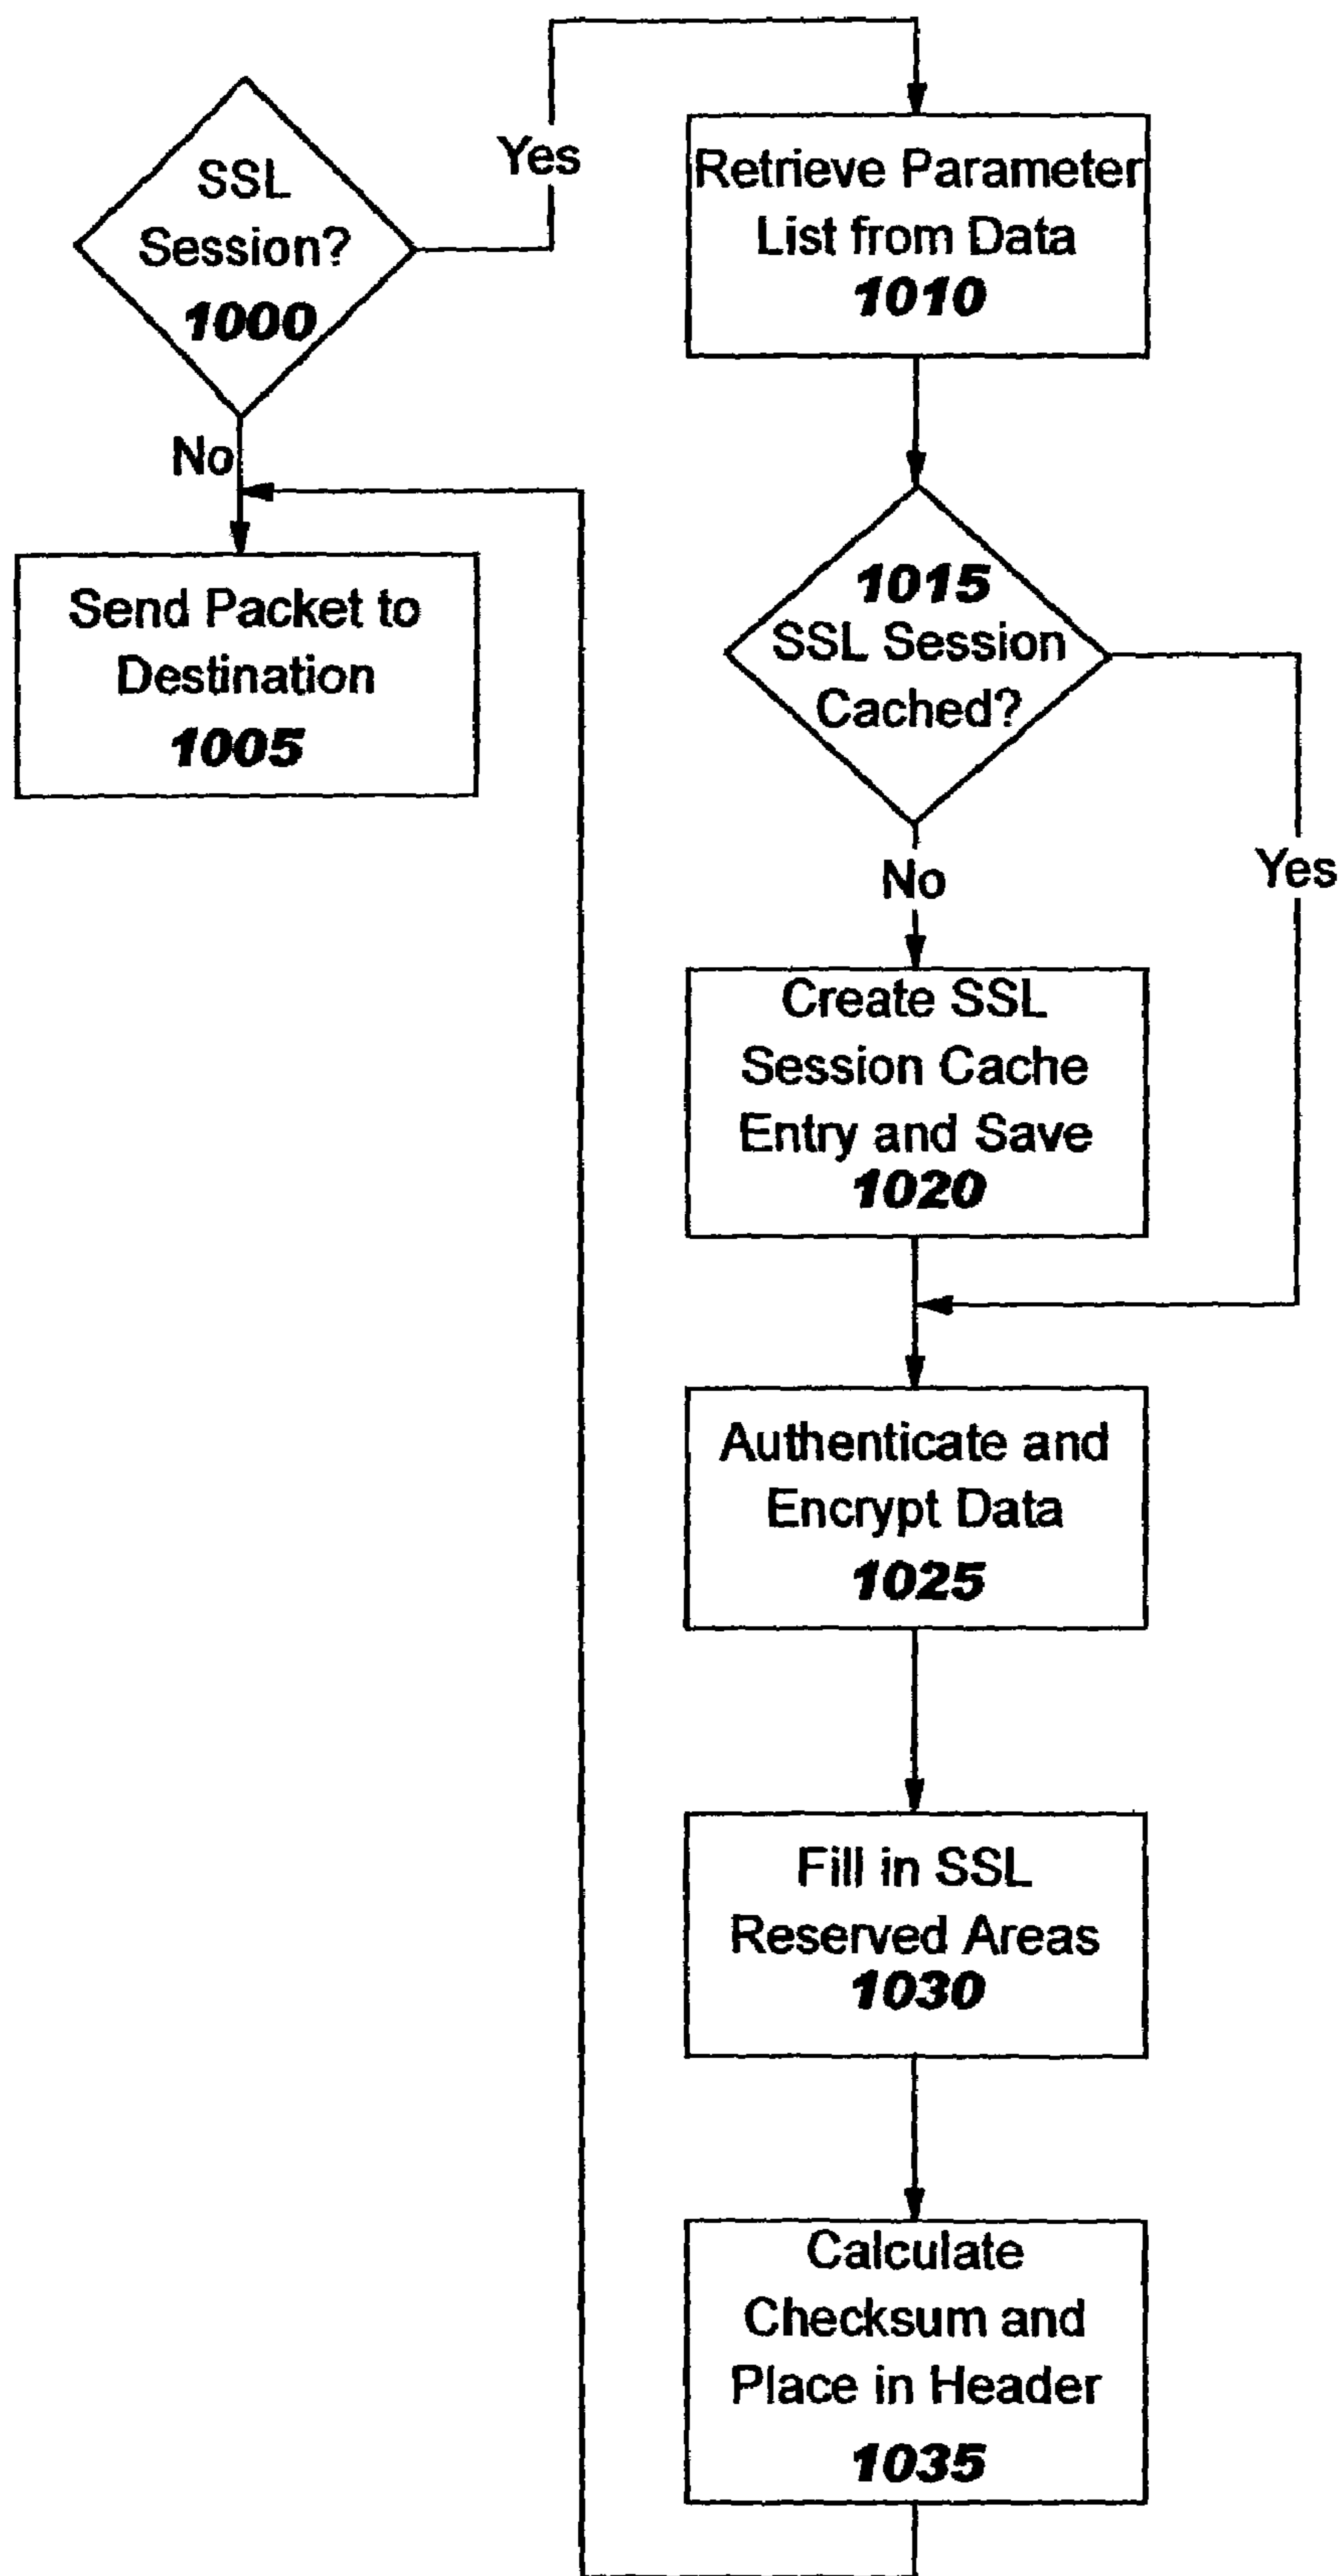 SSL
Session?
1000
Yes
No
Send Packet to
Destination
1005
Retrieve Parameter
List from Data
1010
1015
SSL Session
Cached?
No
Yes
Create SSL
Session Cache
Entry and Save
1020
Authenticate and
Encrypt Data
1025
Fill in SSL
Reserved Areas
1030
Calculate
Checksum and
Place in Header
1035